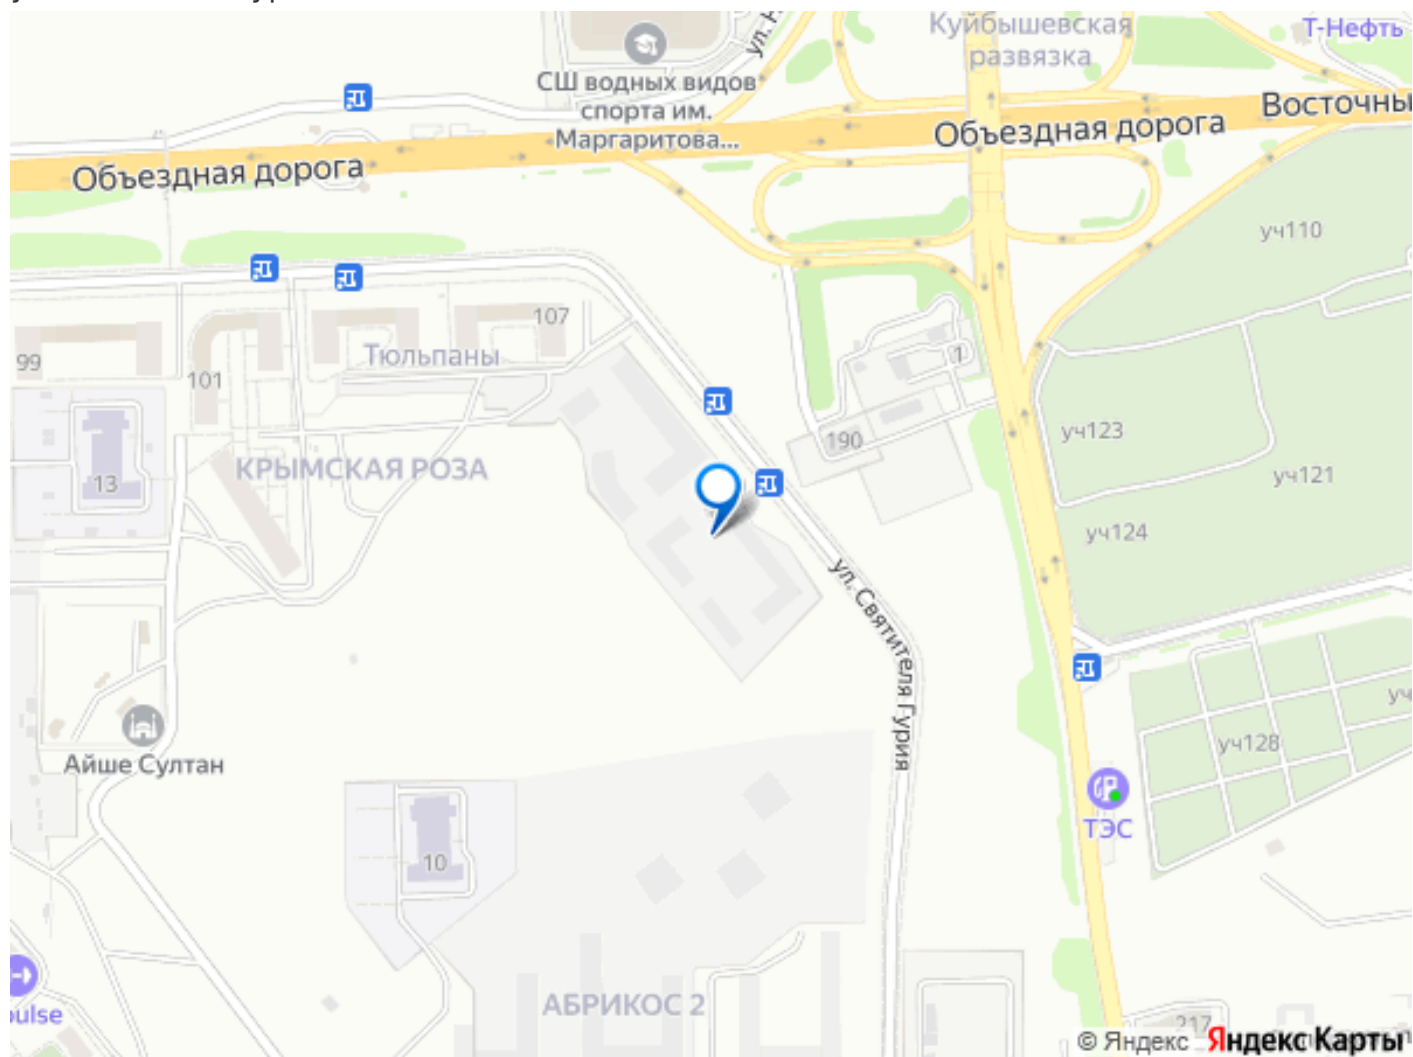 Куйбышевская
развязка
Т-Нефть
СШ водных видов
спорта им.
Маргаритова...
Восточны
Объездная дорога
Объездная дорога
уч110
107
99
Тюльпаны
101
1
190
уч123
КРЫМСКАЯ РОЗА
13
уч121
уч124
ул. Святителя Гурия
уч128
Айше Султан
ТЭС
10
АБРИКОС 2
ulse
217
© Яндекс Яндекс Карты